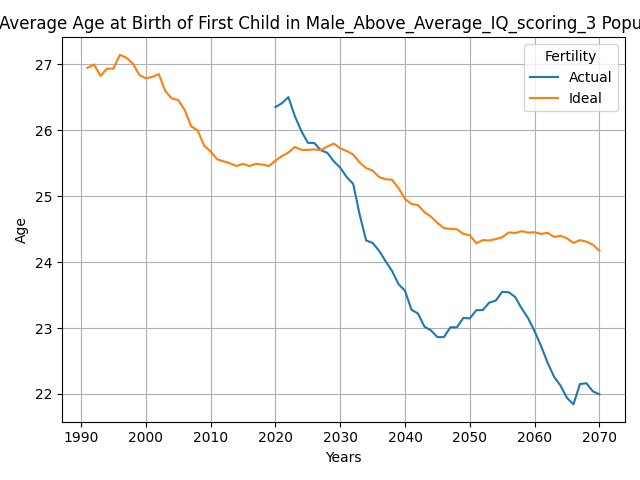 Average Age at Birth of First Child in Male_Above_Average_IQ_scoring_3 Popu
Fertility
Actual
Ideal
27
26
25
24
23
22
Age
1990 2000 2010 2020 2030 2040 2050 2060 2070
Years